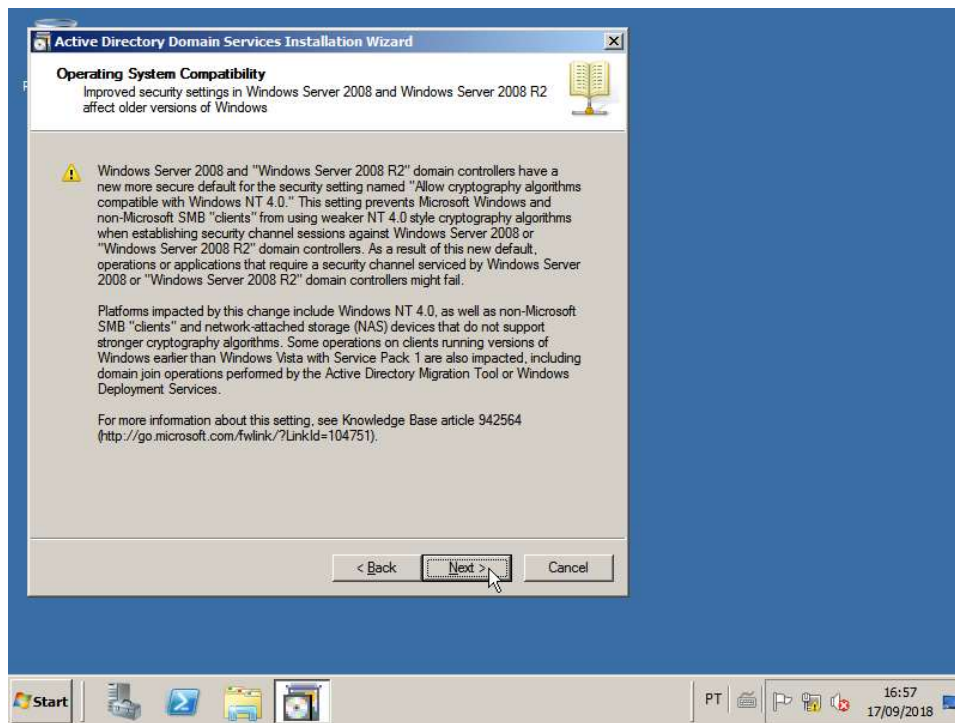 Active Directory Domain Services Installation Wizard
Operating System Compatibility
Improved security settings in Windows Server 2008 and Windows Server 2008 R2
affect older versions of Windows
Windows Server 2008 and "Windows Server 2008 R2" domain controllers have a
new more secure default for the security setting named "Allow cryptography algorithms
compatible with Windows NT 4.0." This setting prevents Microsoft Windows and
non-Microsoft SMB "clients" from using weaker NT 4.0 style cryptography algorithms
when establishing security channel sessions against Windows Server 2008 or
"Windows Server 2008 R2" domain controllers. As a result of this new default,
operations or applications that require a security channel serviced by Windows Server
2008 or "Windows Server 2008 R2" domain controllers might fail.
Platforms impacted by this change include Windows NT 4.0, as well as non-Microsoft
SMB "clients" and network-attached storage (NAS) devices that do not support
stronger cryptography algorithms. Some operations on clients running versions of
Windows earlier than Windows Vista with Service Pack 1 are also impacted, including
domain join operations performed by the Active Directory Migration Tool or Windows
Deployment Services.
For more information about this setting, see Knowledge Base article 942564
(http://go.microsoft.com/fwlink/?LinkId=104751).
< Back
Next >
Cancel
Start
PT
16:57
17/09/2018